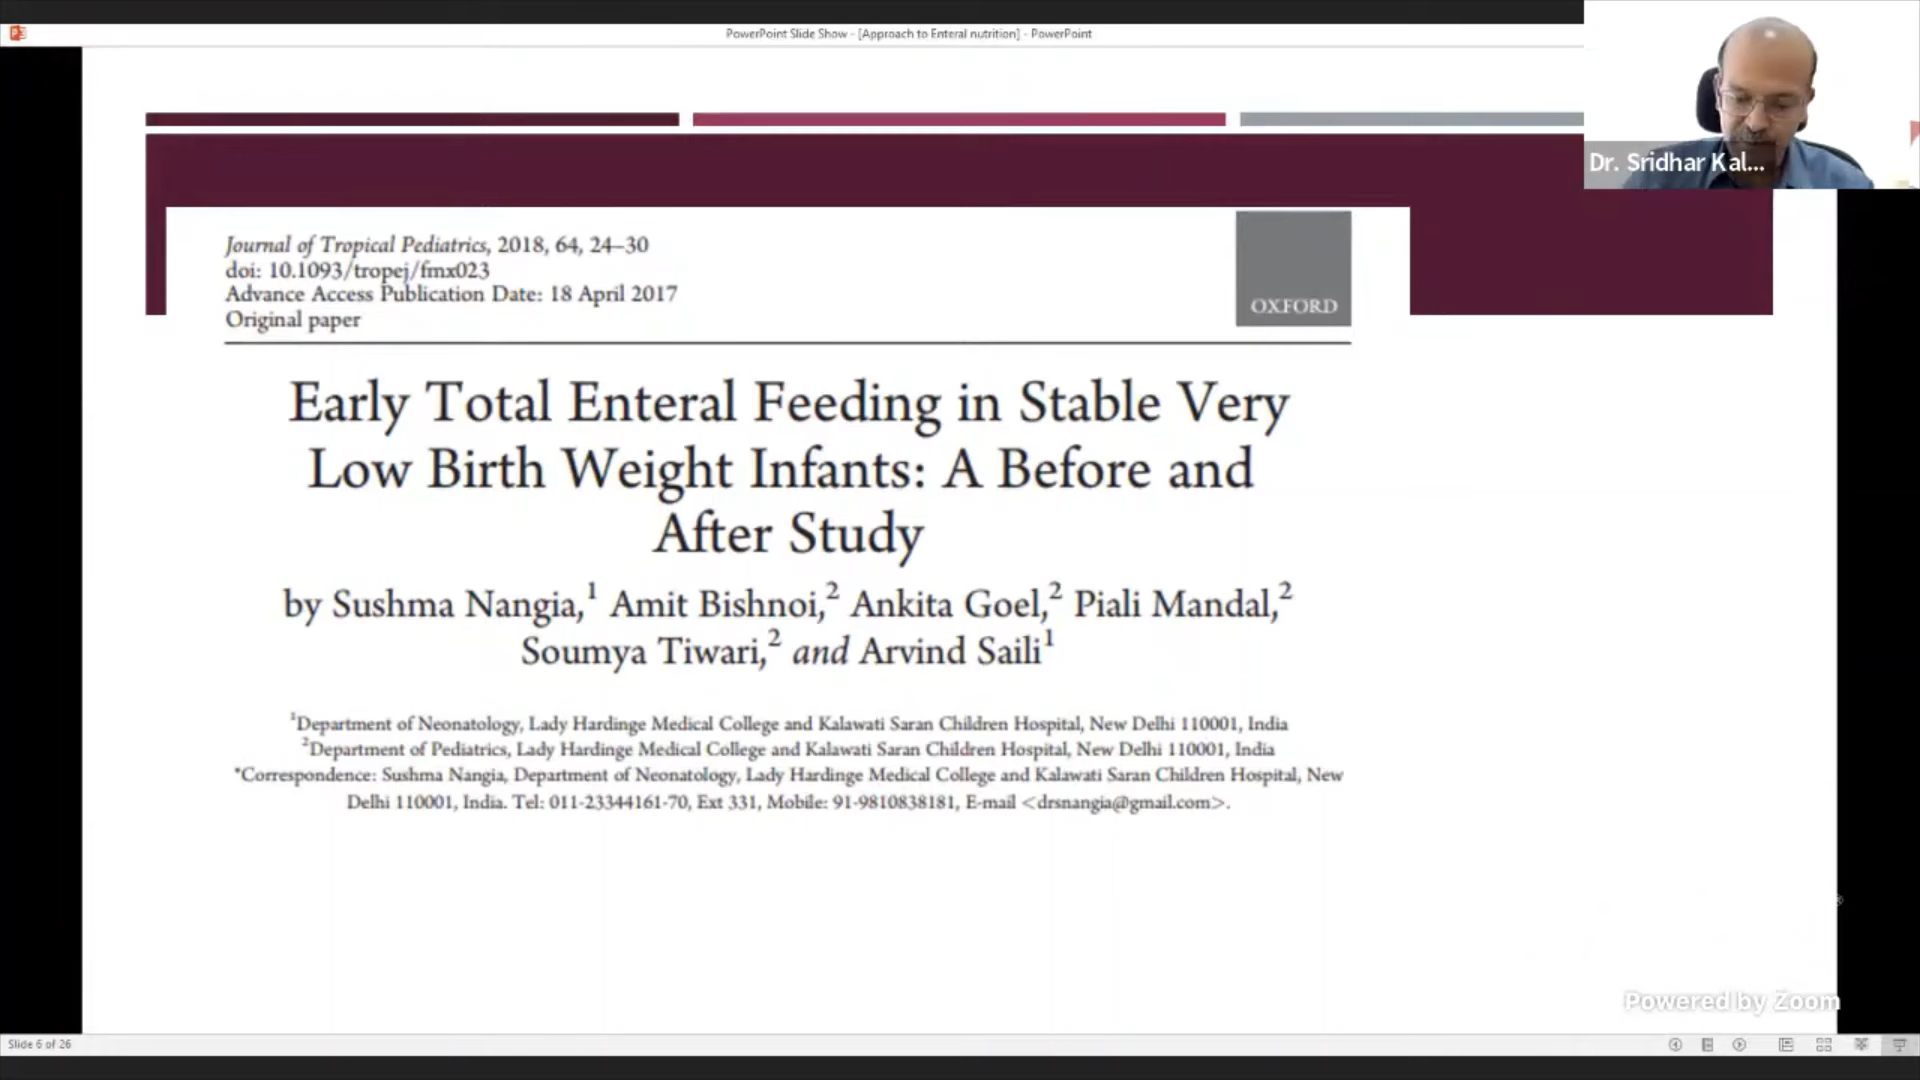 PowerPoint Slide Show - [Approach to Enteral nutrition] - PowerPoint
Dr. Sridhar Kal...
Journal of Tropical Pediatrics, 2018, 64, 24–30
doi: 10.1093/tropej/fmx023
Advance Access Publication Date: 18 April 2017
Original paper
OXFORD
Early Total Enteral Feeding in Stable Very
Low Birth Weight Infants: A Before and
After Study
by Sushma Nangia,¹ Amit Bishnoi,² Ankita Goel,² Piali Mandal,²
Soumya Tiwari,² and Arvind Saili¹
¹Department of Neonatology, Lady Hardinge Medical College and Kalawati Saran Children Hospital, New Delhi 110001, India
²Department of Pediatrics, Lady Hardinge Medical College and Kalawati Saran Children Hospital, New Delhi 110001, India
*Correspondence: Sushma Nangia, Department of Neonatology, Lady Hardinge Medical College and Kalawati Saran Children Hospital, New
Delhi 110001, India. Tel: 011-23344161-70, Ext 331, Mobile: 91-9810838181, E-mail <drsnangia@gmail.com>.
Powered by Zoom
Slide 6 of 26